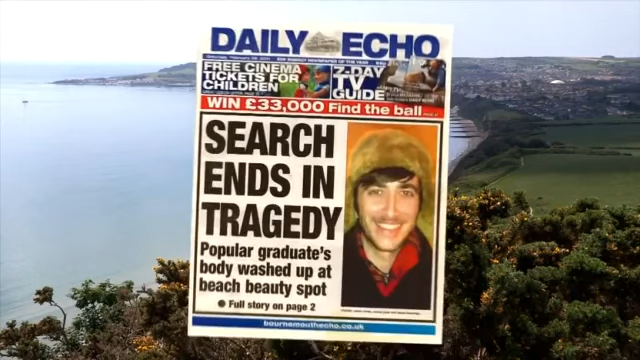 DAILY ECHO
FREE CINEMA
TICKETS FOR
CHILDREN
7-DAY
TV
GUIDE
WIN £33,000 Find the ball
SEARCH
ENDS IN
TRAGEDY
Popular graduate's
body washed up at
beach beauty spot
● Full story on page 2
bournemouthecho.co.uk